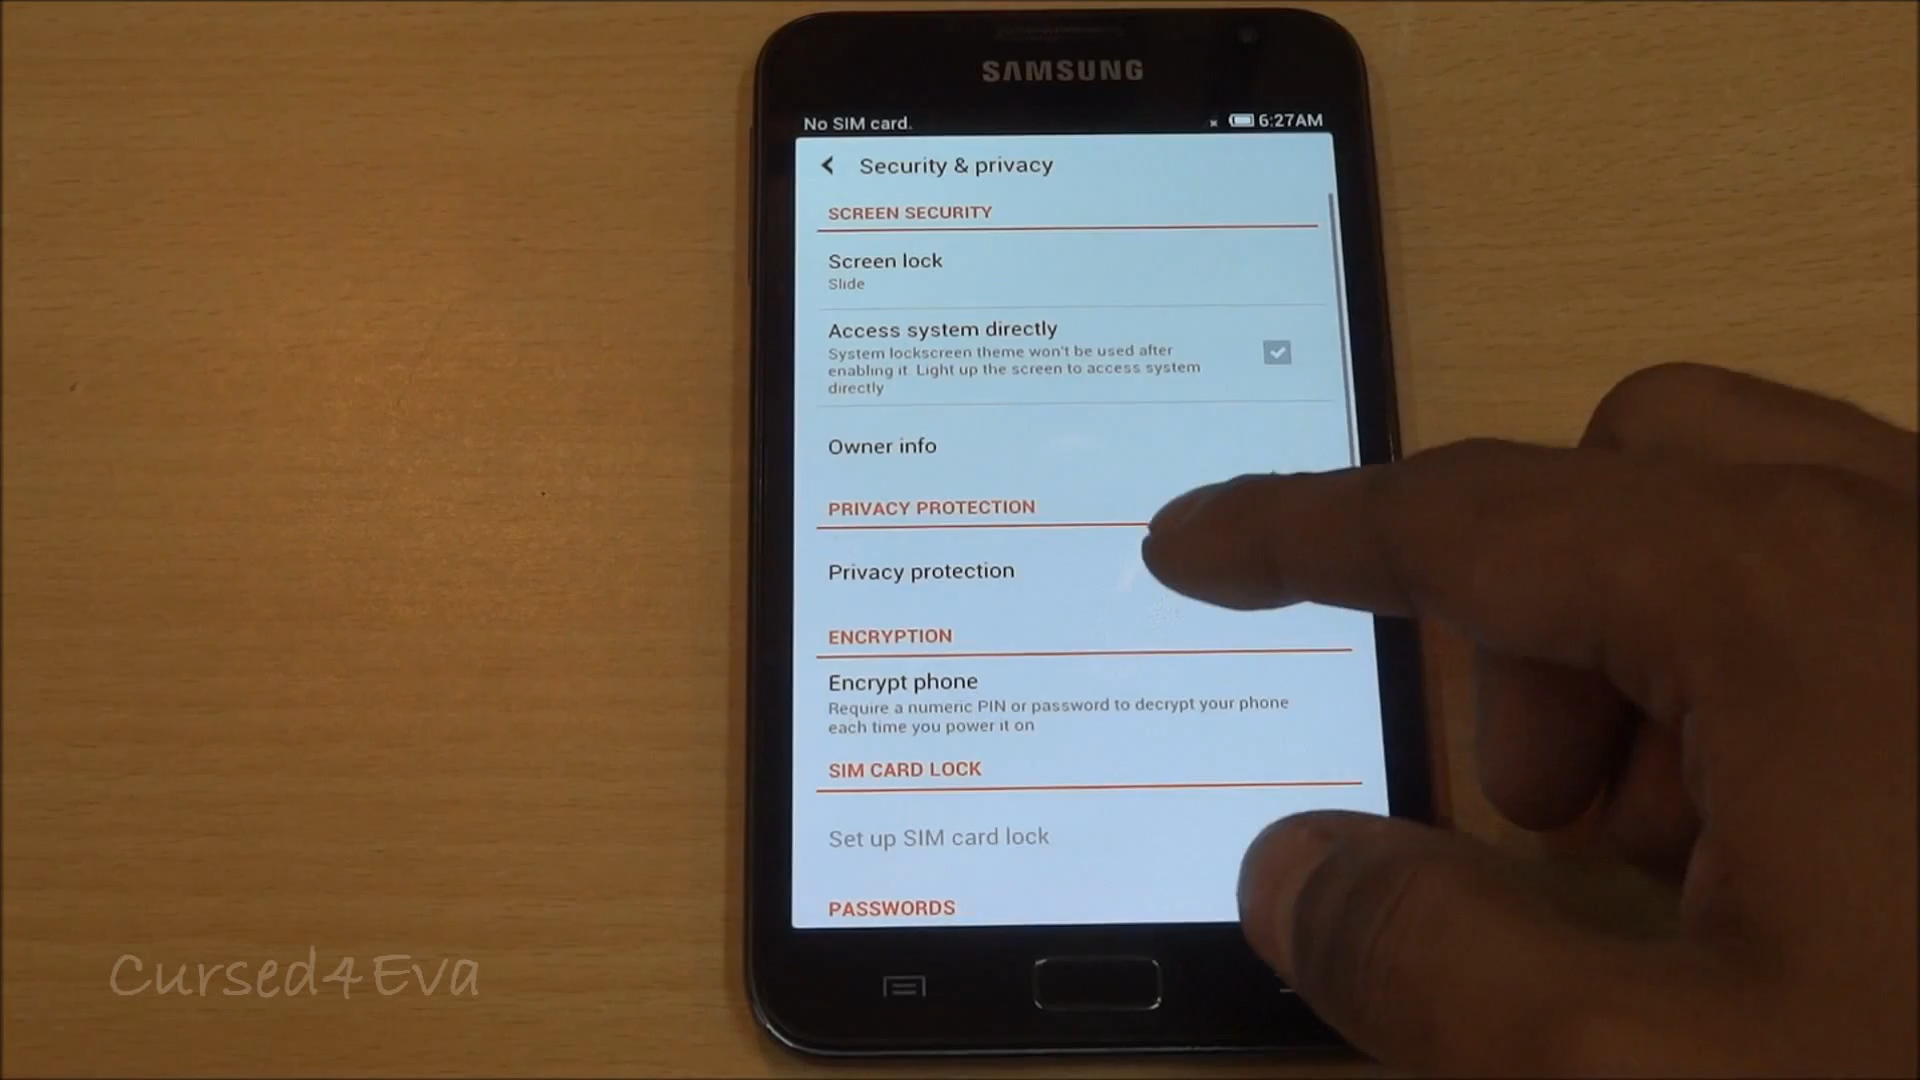 SAMSUNG
No SIM card.
6:27AM
Security & privacy
SCREEN SECURITY
Screen lock
Slide
Access system directly
System lockscreen theme won't be used after
enabling it. Light up the screen to access system
directly
Owner info
PRIVACY PROTECTION
Privacy protection
ENCRYPTION
Encrypt phone
Require a numeric PIN or password to decrypt your phone
each time you power it on
SIM CARD LOCK
Set up SIM card lock
PASSWORDS
Cursed4Eva